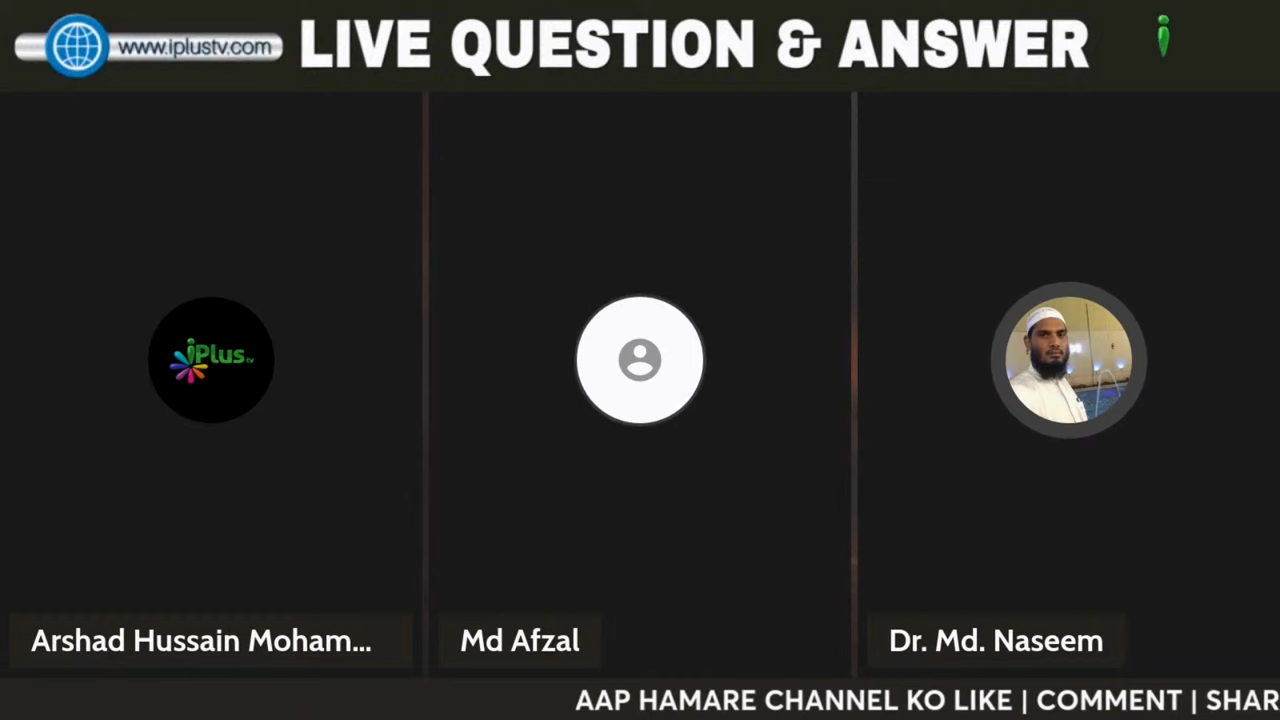 www.iplustv.com LIVE QUESTION & ANSWER
iPlus tv
Arshad Hussain Moham...
Md Afzal
Dr. Md. Naseem
AAP HAMARE CHANNEL KO LIKE | COMMENT | SHAR